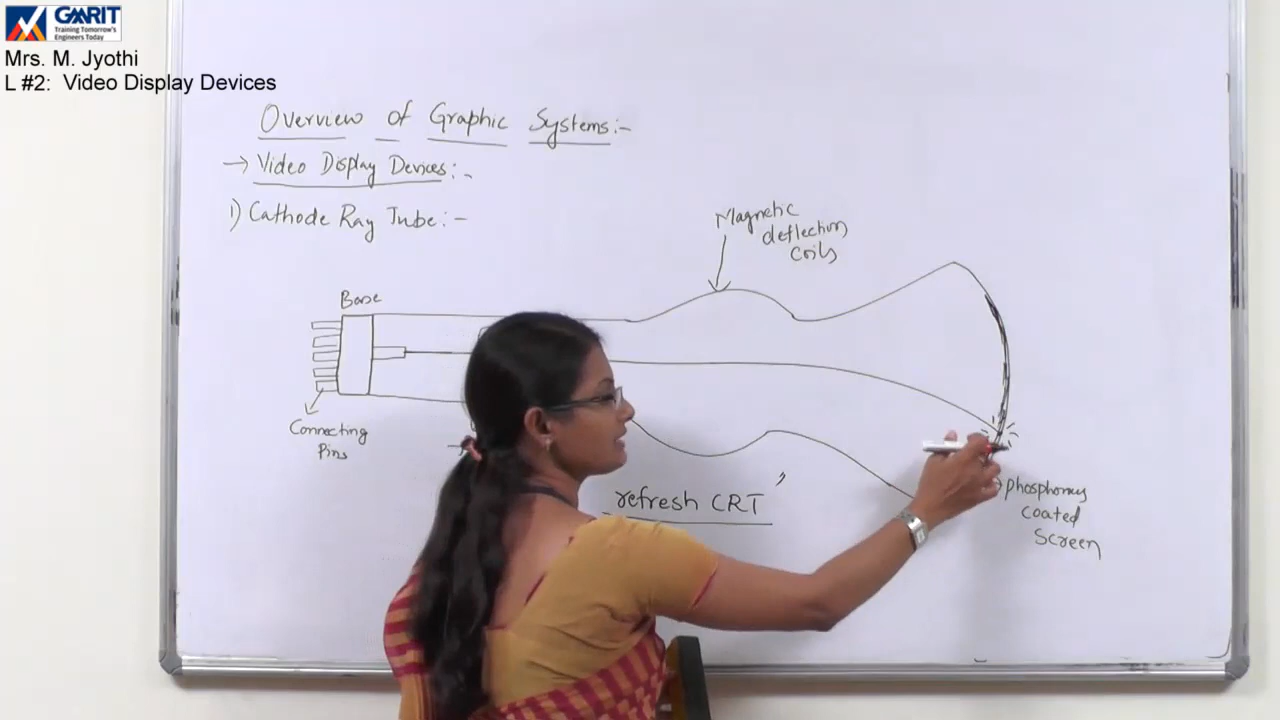 GMRIT
Training Tomorrow's
Engineers Today
Mrs. M. Jyothi
L #2: Video Display Devices
Overview of Graphic Systems:-
→ Video Display Devices:-
1) Cathode Ray Tube:-
Magnetic
deflection
coils
Base
Connecting
Pins
refresh CRT
phosphorus
coated
Screen